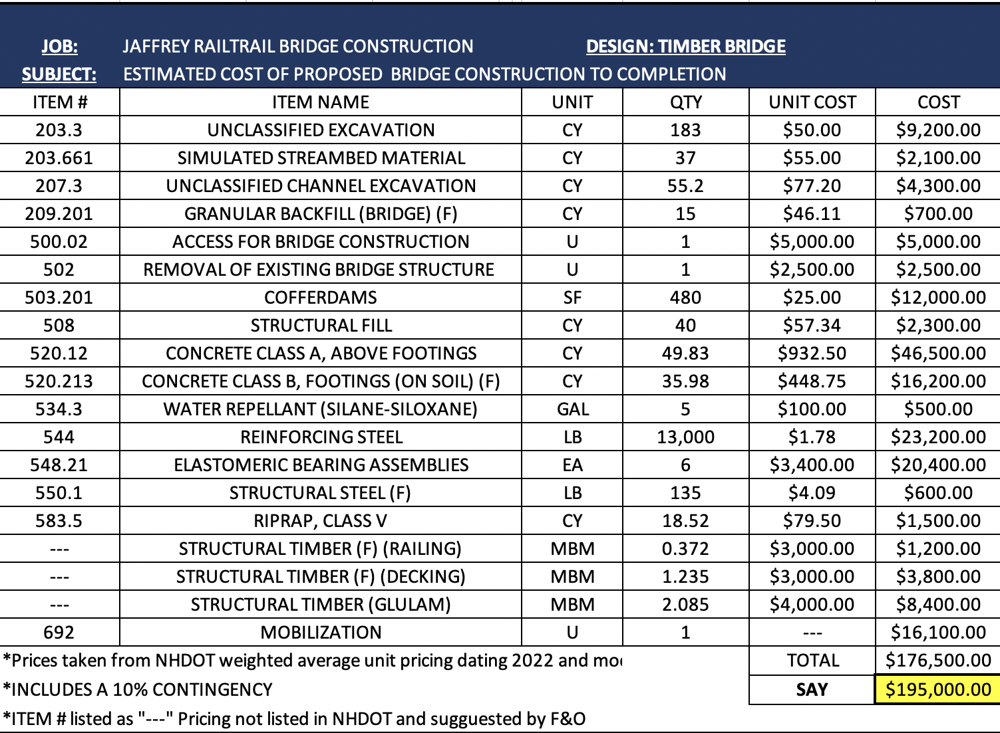 JOB: JAFFREY RAILTRAIL BRIDGE CONSTRUCTION DESIGN: TIMBER BRIDGE
SUBJECT: ESTIMATED COST OF PROPOSED BRIDGE CONSTRUCTION TO COMPLETION
ITEM # ITEM NAME UNIT QTY UNIT COST COST
203.3 UNCLASSIFIED EXCAVATION CY 183 $50.00 $9,200.00
203.661 SIMULATED STREAMBED MATERIAL CY 37 $55.00 $2,100.00
207.3 UNCLASSIFIED CHANNEL EXCAVATION CY 55.2 $77.20 $4,300.00
209.201 GRANULAR BACKFILL (BRIDGE) (F) CY 15 $46.11 $700.00
500.02 ACCESS FOR BRIDGE CONSTRUCTION U 1 $5,000.00 $5,000.00
502 REMOVAL OF EXISTING BRIDGE STRUCTURE U 1 $2,500.00 $2,500.00
503.201 COFFERDAMS SF 480 $25.00 $12,000.00
508 STRUCTURAL FILL CY 40 $57.34 $2,300.00
520.12 CONCRETE CLASS A, ABOVE FOOTINGS CY 49.83 $932.50 $46,500.00
520.213 CONCRETE CLASS B, FOOTINGS (ON SOIL) (F) CY 35.98 $448.75 $16,200.00
534.3 WATER REPELLANT (SILANE-SILOXANE) GAL 5 $100.00 $500.00
544 REINFORCING STEEL LB 13,000 $1.78 $23,200.00
548.21 ELASTOMERIC BEARING ASSEMBLIES EA 6 $3,400.00 $20,400.00
550.1 STRUCTURAL STEEL (F) LB 135 $4.09 $600.00
583.5 RIPRAP, CLASS V CY 18.52 $79.50 $1,500.00
--- STRUCTURAL TIMBER (F) (RAILING) MBM 0.372 $3,000.00 $1,200.00
--- STRUCTURAL TIMBER (F) (DECKING) MBM 1.235 $3,000.00 $3,800.00
--- STRUCTURAL TIMBER (GLULAM) MBM 2.085 $4,000.00 $8,400.00
692 MOBILIZATION U 1 --- $16,100.00
*Prices taken from NHDOT weighted average unit pricing dating 2022 and TOTAL $176,500.00
*INCLUDES A 10% CONTINGENCY SAY $195,000.00
*ITEM # listed as "---" Pricing not listed in NHDOT and sugguested by F&O